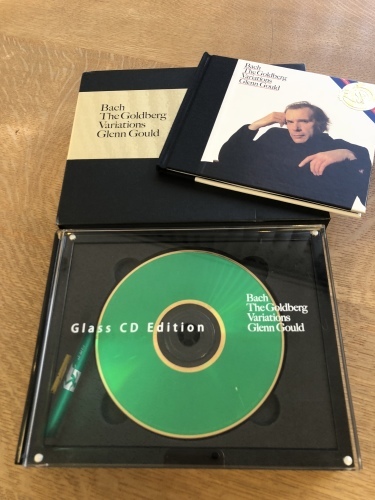 Bach
The Goldberg
Variations
Glenn Gould
Bach
The Goldberg
Variations
Glenn Gould
Glass CD Edition
Bach
The Goldberg
Variations
Glenn Gould